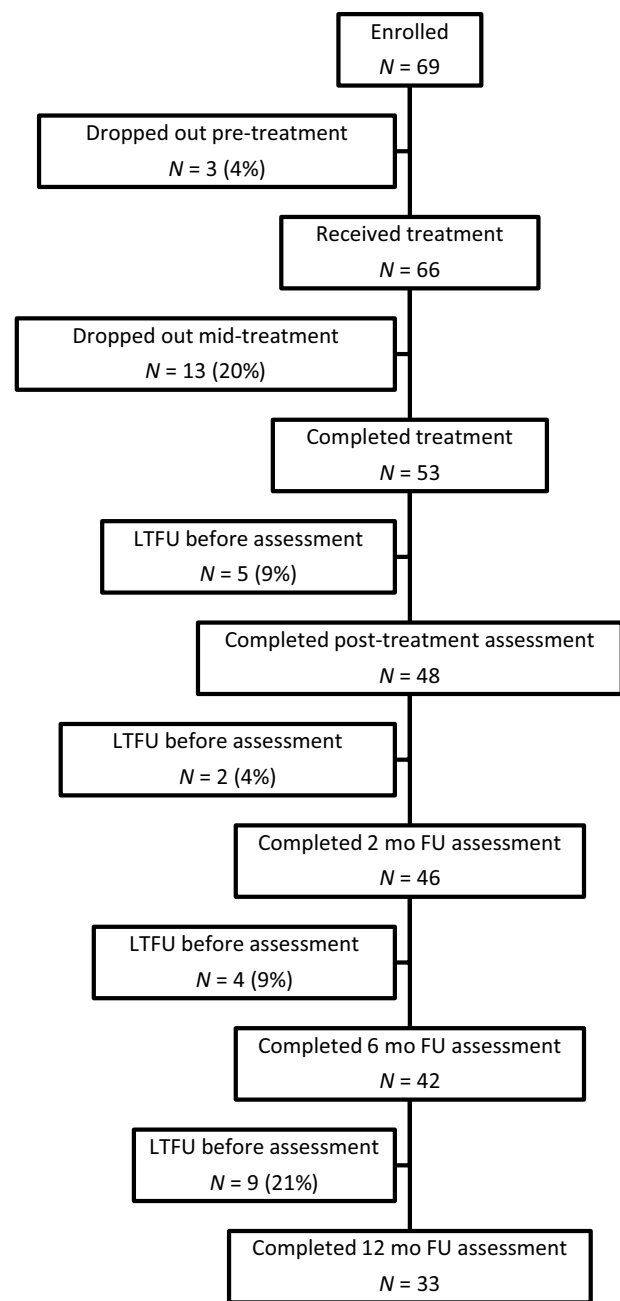 Enrolled
N = 69
Dropped out pre-treatment
N = 3 (4%)
Received treatment
N = 66
Dropped out mid-treatment
N = 13 (20%)
Completed treatment
N = 53
LTFU before assessment
N = 5 (9%)
Completed post-treatment assessment
N = 48
LTFU before assessment
N = 2 (4%)
Completed 2 mo FU assessment
N = 46
LTFU before assessment
N = 4 (9%)
Completed 6 mo FU assessment
N = 42
LTFU before assessment
N = 9 (21%)
Completed 12 mo FU assessment
N = 33